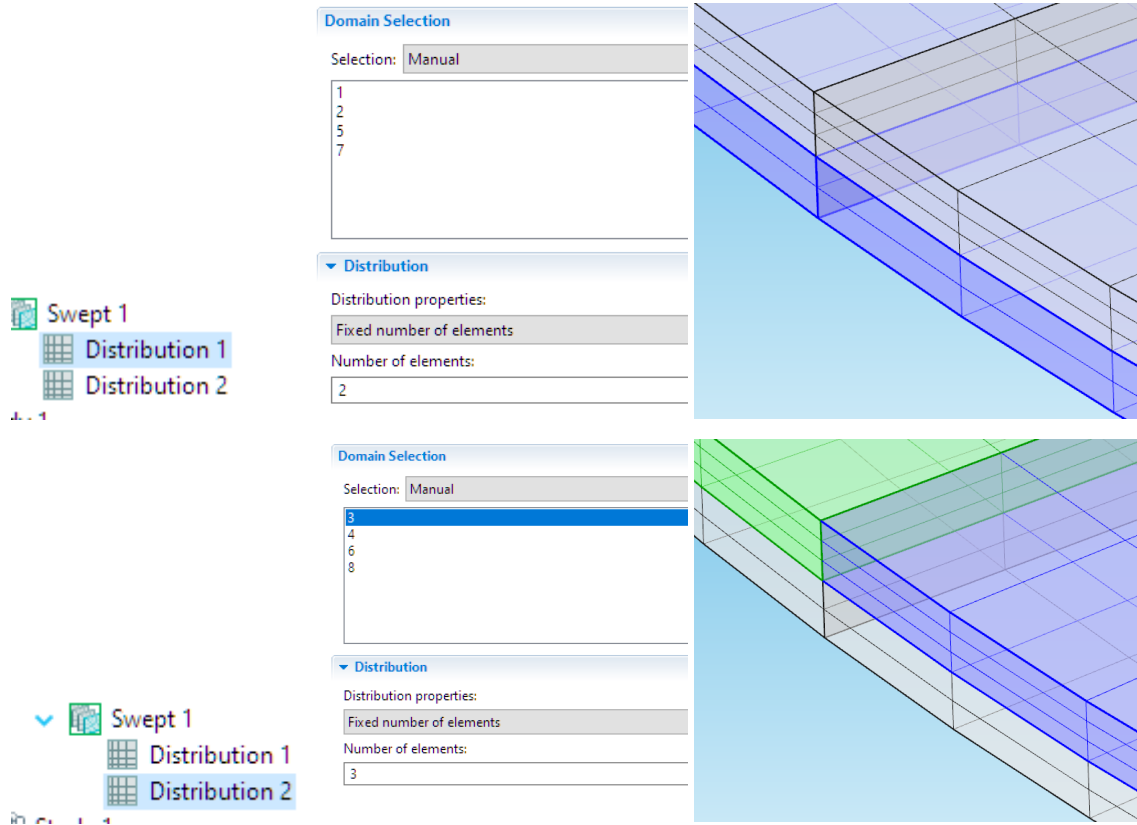 Domain Selection
Selection: Manual
1
2
5
7
Distribution
Distribution properties:
Fixed number of elements
Number of elements:
2
Swept 1
Distribution 1
Distribution 2
Domain Selection
Selection: Manual
3
4
6
8
Distribution
Distribution properties:
Fixed number of elements
Number of elements:
3
Swept 1
Distribution 1
Distribution 2